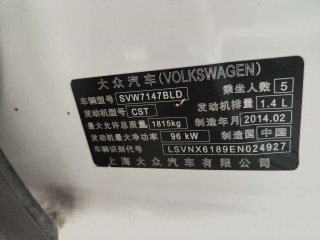 大众汽车(VOLKSWAGEN)
车辆型号 SVW7147BLD 乘坐人数 5
发动机型号 CST 发动机排量 1.4 L
最大允许总质量 1815kg 制造年月 2014.02
发动机最大净功率 96 kW 制造国 中国
车辆识别代号 LSVNX6189EN024927
上海大众汽车有限公司